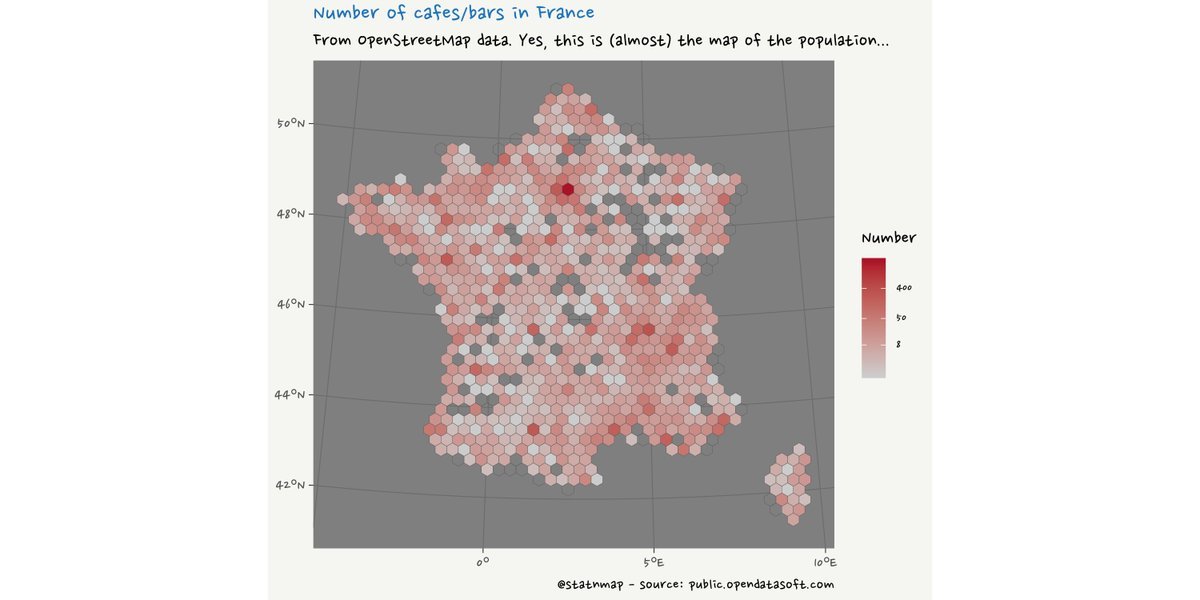 Number of cafes/bars in France
From OpenStreetMap data. Yes, this is (almost) the map of the population...
50°N
48°N
46°N
44°N
42°N
0°
5°E
10°E
Number
400
50
8
@statnmap - source: public.opendatasoft.com